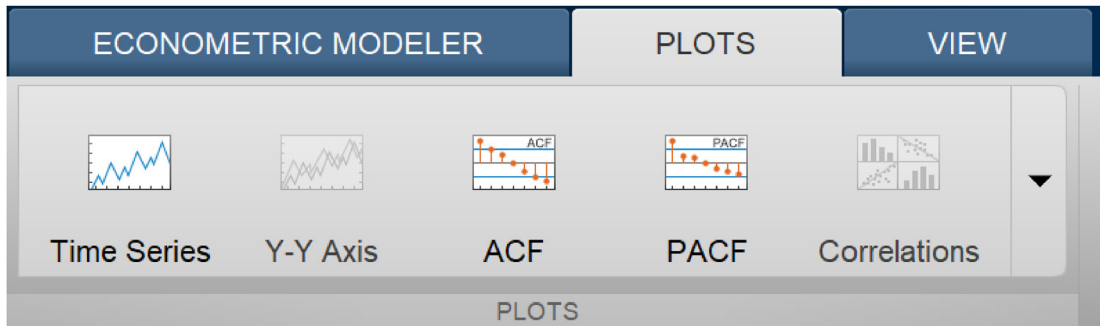 ECONOMETRIC MODELER PLOTS VIEW
ACF PACF
Time Series Y-Y Axis ACF PACF Correlations
PLOTS